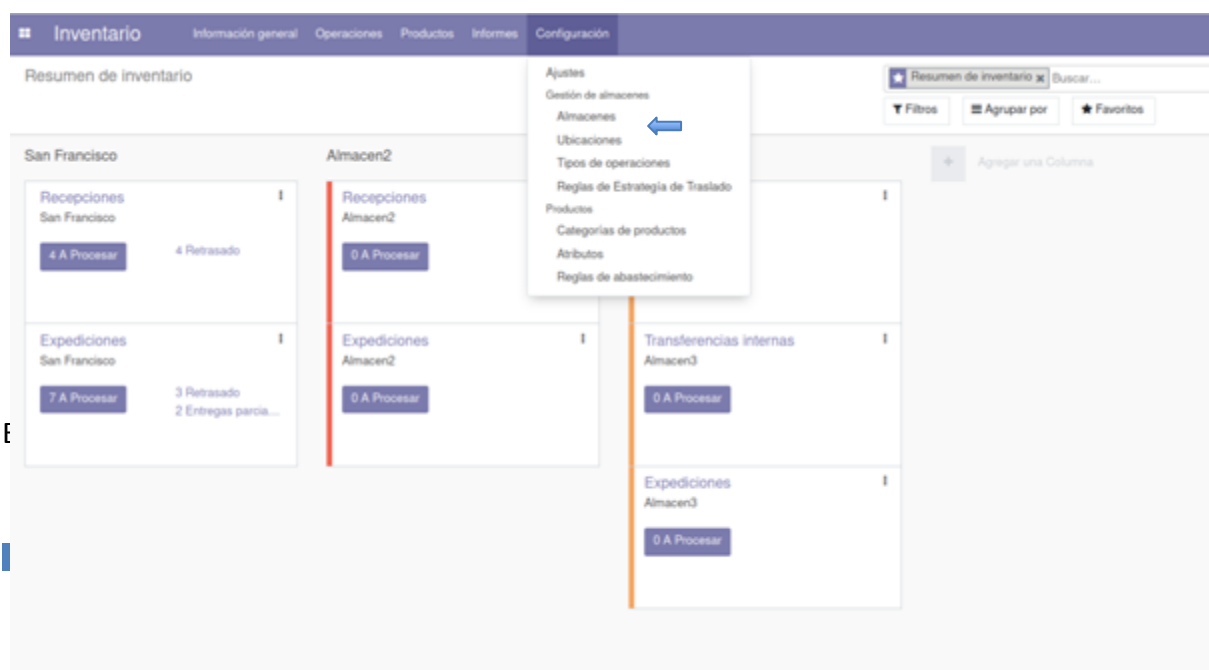 Inventario Información general Operaciones Productos Informes Configuración
Resumen de inventario
Resumen de inventario x Buscar...
Filtros Agrupar por Favoritos
Ajustes
Gestión de almacenes
Almacenes
Ubicaciones
Tipos de operaciones
Reglas de Estrategia de Traslado
Productos
Categorías de productos
Atributos
Reglas de abastecimiento
San Francisco
Recepciones
San Francisco
4 A Procesar 4 Retrasado
Expediciones
San Francisco
7 A Procesar 3 Retrasado
2 Entregas parcia...
Almacen2
Recepciones
Almacen2
0 A Procesar
Expediciones
Almacen2
0 A Procesar
Transferencias internas
Almacen3
0 A Procesar
Expediciones
Almacen3
0 A Procesar
+ Agregar una Columna